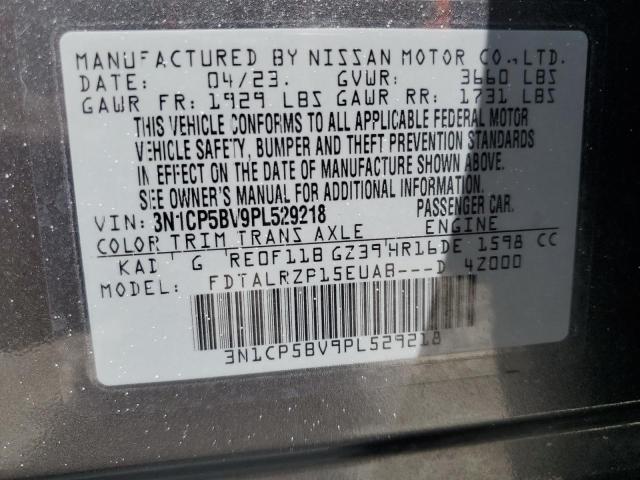 MANUFACTURED BY NISSAN MOTOR CO.,LTD.
DATE: 04/23. GVWR: 3660 LBS
GAWR FR: 1929 LBS GAWR RR: 1731 LBS
THIS VEHICLE CONFORMS TO ALL APPLICABLE FEDERAL MOTOR
VEHICLE SAFETY, BUMPER AND THEFT PREVENTION STANDARDS
IN EFFECT ON THE DATE OF MANUFACTURE SHOWN ABOVE.
SEE OWNER'S MANUAL FOR ADDITIONAL INFORMATION.
VIN: 3N1CP5BV9PL529218 PASSENGER CAR.
COLOR TRIM TRANS AXLE ENGINE
KAD G RE0F11B GZ394 HR16DE 1598 CC
MODEL: FDTALRZP15EUAB---D 42000
3N1CP5BV9PL529218